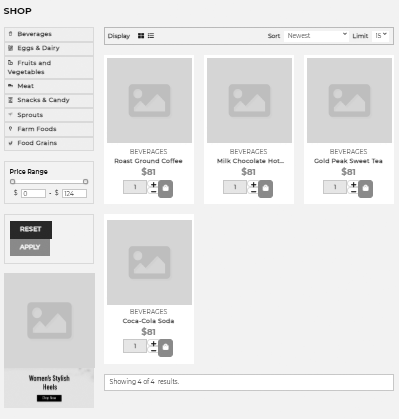 SHOP
Beverages
Eggs & Dairy
Fruits and
Vegetables
Meat
Snacks & Candy
Sprouts
Farm Foods
Food Grains
Price Range
$ 0 - $ 124
RESET
APPLY
Women's Stylish
Heels
Shop Now
Display Sort Newest Limit 15
BEVERAGES
Roast Ground Coffee
$81
1 + −
BEVERAGES
Milk Chocolate Hot...
$81
1 + −
BEVERAGES
Gold Peak Sweet Tea
$81
1 + −
BEVERAGES
Coca-Cola Soda
$81
1 + −
Showing 4 of 4 results.